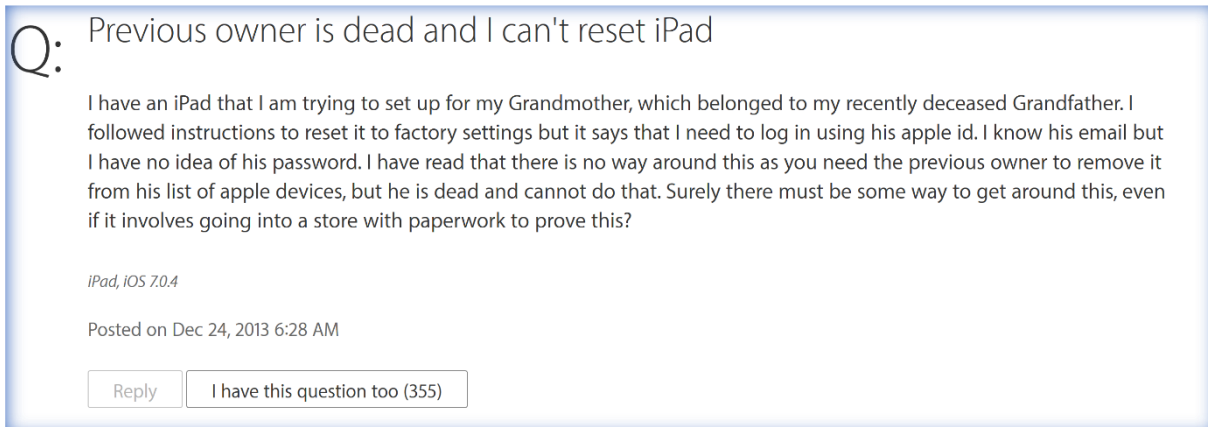 Q:
Previous owner is dead and I can't reset iPad
I have an iPad that I am trying to set up for my Grandmother, which belonged to my recently deceased Grandfather. I
followed instructions to reset it to factory settings but it says that I need to log in using his apple id. I know his email but
I have no idea of his password. I have read that there is no way around this as you need the previous owner to remove it
from his list of apple devices, but he is dead and cannot do that. Surely there must be some way to get around this, even
if it involves going into a store with paperwork to prove this?
iPad, iOS 7.0.4
Posted on Dec 24, 2013 6:28 AM
Reply
I have this question too (355)